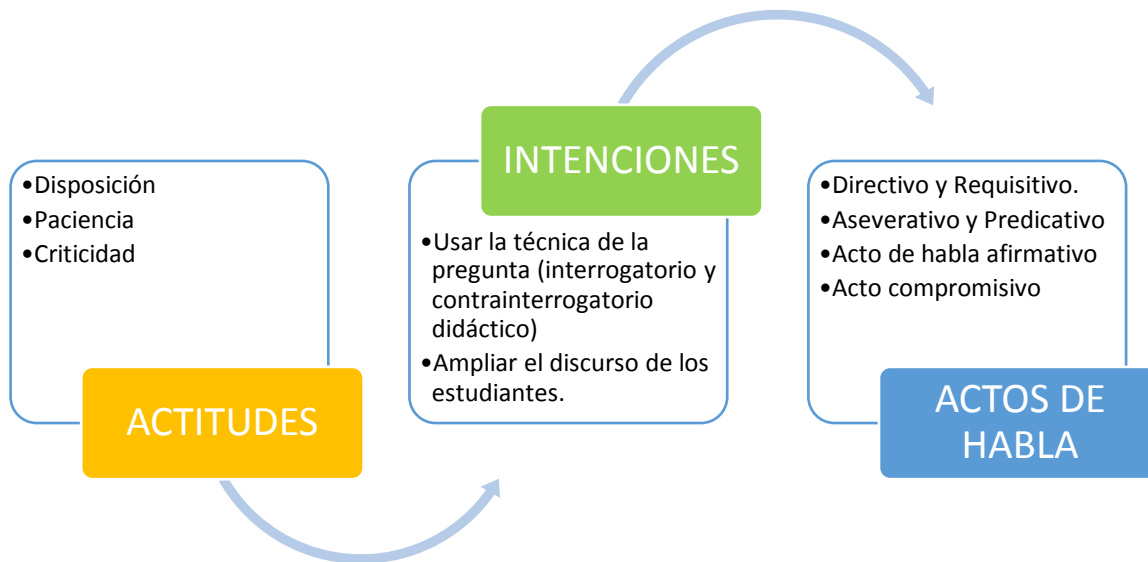 •Disposición
•Paciencia
•Criticidad
ACTITUDES
INTENCIONES
•Usar la técnica de la
pregunta (interrogatorio y
contrainterrogatorio
didáctico)
•Ampliar el discurso de los
estudiantes.
•Directivo y Requisitivo.
•Aseverativo y Predicativo
•Acto de habla afirmativo
•Acto compromisivo
ACTOS DE
HABLA